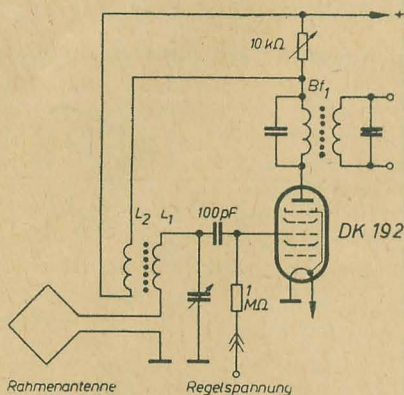 +
10 kΩ
Bf1
L2 L1
100pF
DK 192
1
MΩ
Rahmenantenne
Regelspannung